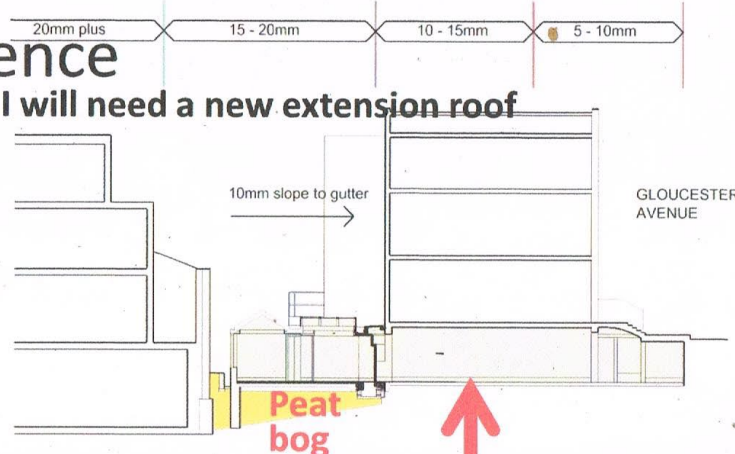 20mm plus
15 - 20mm
10 - 15mm
5 - 10mm
ence
I will need a new extension roof
10mm slope to gutter
GLOUCESTER
AVENUE
Peat
bog